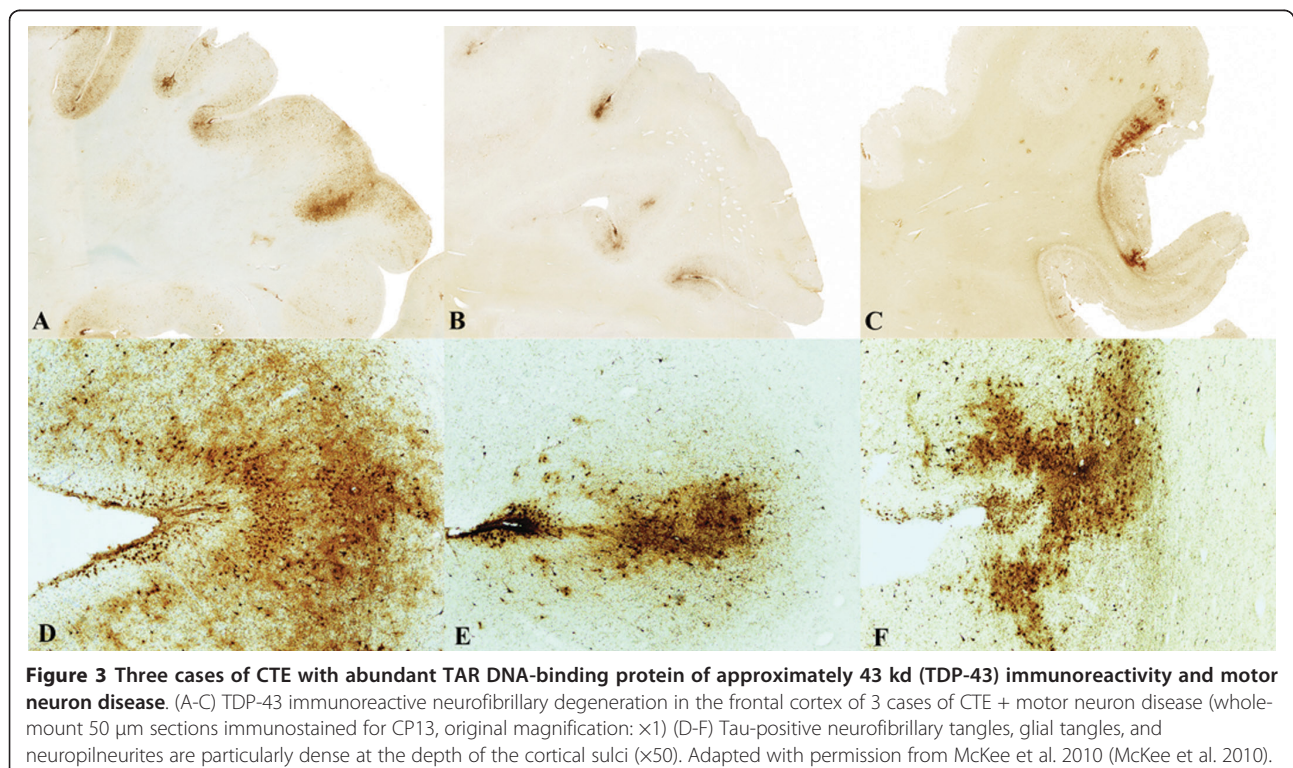 A
B
C
D
E
F
Figure 3 Three cases of CTE with abundant TAR DNA-binding protein of approximately 43 kd (TDP-43) immunoreactivity and motor
neuron disease. (A-C) TDP-43 immunoreactive neurofibrillary degeneration in the frontal cortex of 3 cases of CTE + motor neuron disease (whole-
mount 50 μm sections immunostained for CP13, original magnification: ×1) (D-F) Tau-positive neurofibrillary tangles, glial tangles, and
neuropilneurites are particularly dense at the depth of the cortical sulci (×50). Adapted with permission from McKee et al. 2010 (McKee et al. 2010).